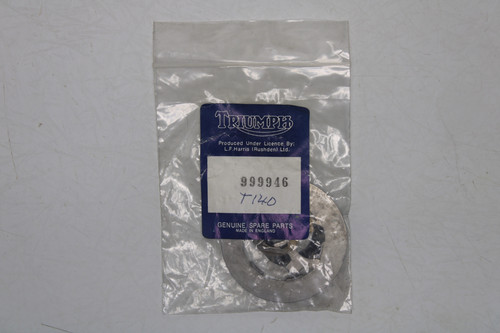 TRIUMPH
Produced Under Licence By:
L.F. Harris (Rushden) Ltd.
999946
T140
GENUINE SPARE PARTS
MADE IN ENGLAND